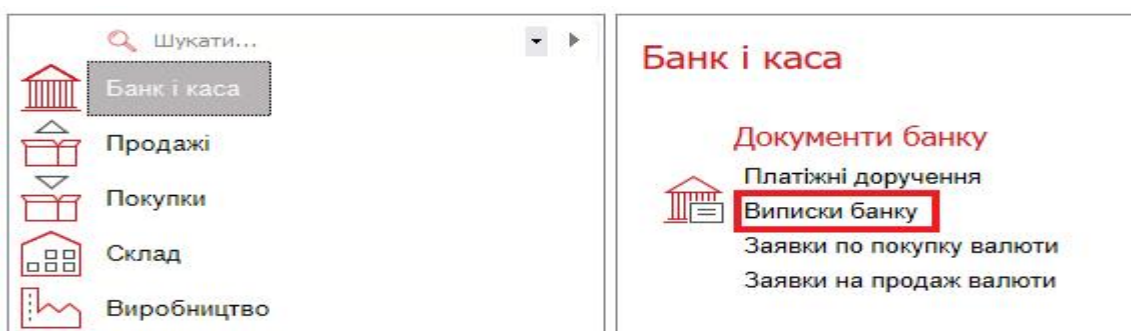 Шукати...
Банк і каса
Продажі
Покупки
Склад
Виробництво
Банк і каса
Документи банку
Платіжні доручення
Виписки банку
Заявки по покупку валюти
Заявки на продаж валюти